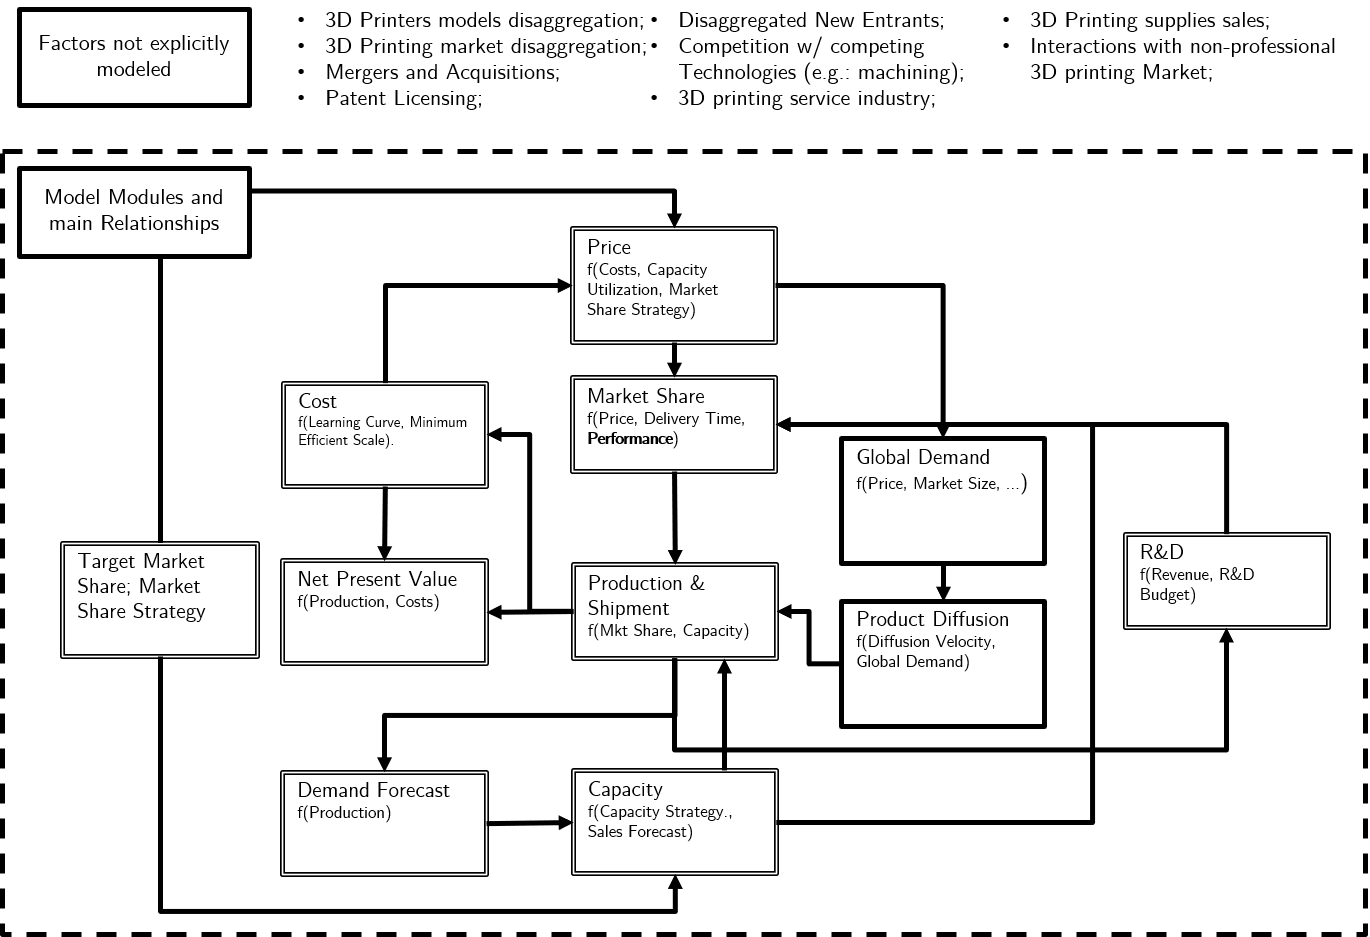 Factors not explicitly
modeled
• 3D Printers models disaggregation;
• 3D Printing market disaggregation;
• Mergers and Acquisitions;
• Patent Licensing;
• Disaggregated New Entrants;
• Competition w/ competing
Technologies (e.g.: machining);
• 3D printing service industry;
• 3D Printing supplies sales;
• Interactions with non-professional
3D printing Market;
Model Modules and
main Relationships
Price
f(Costs, Capacity
Utilization, Market
Share Strategy)
Cost
f(Learning Curve, Minimum
Efficient Scale).
Market Share
f(Price, Delivery Time,
Performance)
Global Demand
f(Price, Market Size, ...)
Target Market
Share; Market
Share Strategy
Net Present Value
f(Production, Costs)
Production &
Shipment
f(Mkt Share, Capacity)
Product Diffusion
f(Diffusion Velocity,
Global Demand)
R&D
f(Revenue, R&D
Budget)
Demand Forecast
f(Production)
Capacity
f(Capacity Strategy.,
Sales Forecast)